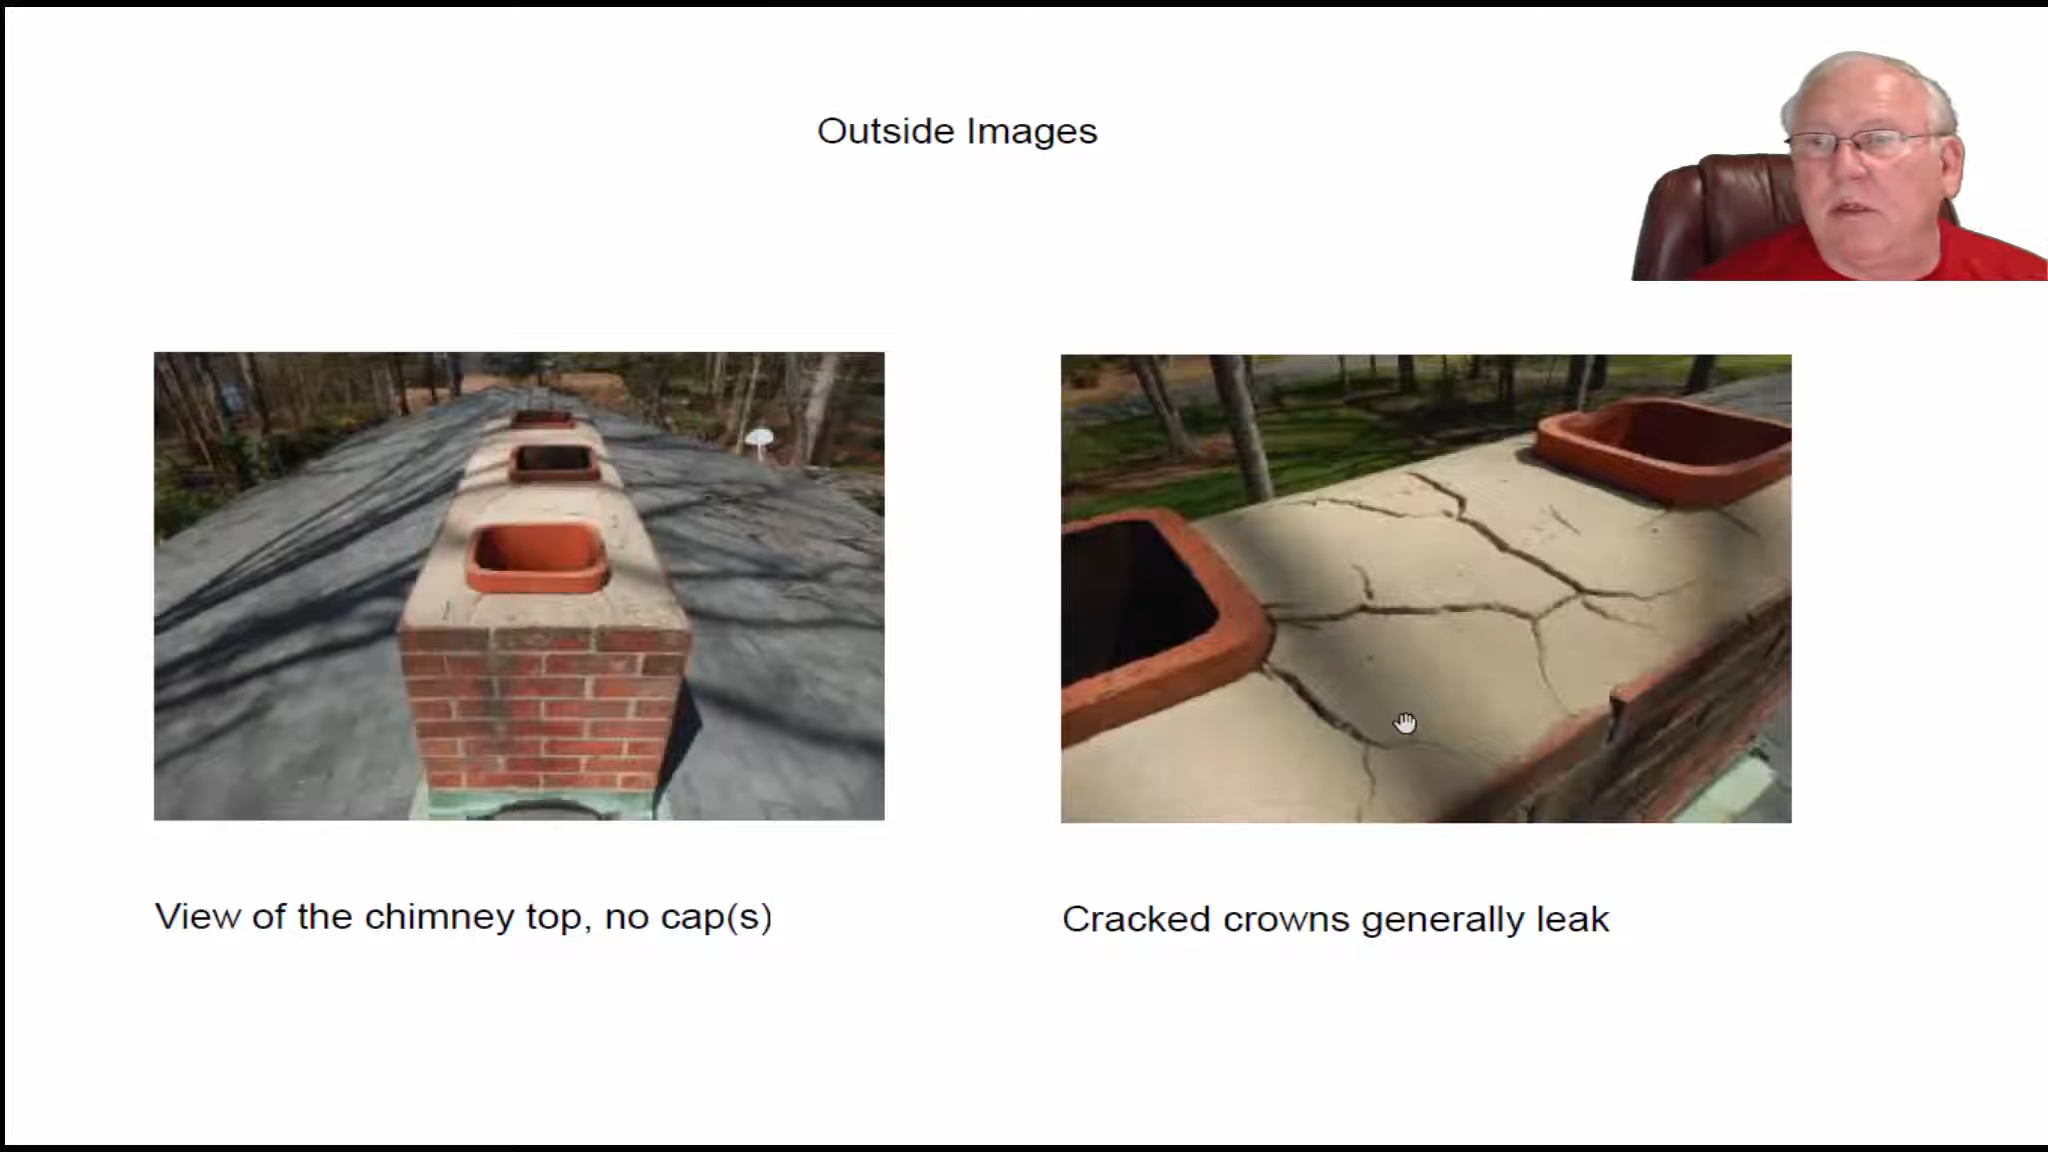 Outside Images
View of the chimney top, no cap(s)
Cracked crowns generally leak